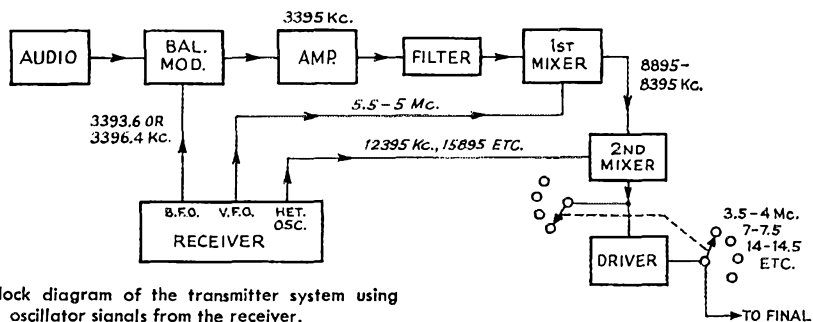 3395 Kc.
AUDIO
BAL.
MOD.
AMP.
FILTER
1ST
MIXER
8895-
8395 Kc.
3393.6 OR
3396.4 Kc.
5.5-5 Mc.
12395 Kc., 15895 ETC.
2ND
MIXER
B.F.O. V.F.O. HET.
OSC.
RECEIVER
DRIVER
3.5-4 Mc.
7-7.5
14-14.5
ETC.
TO FINAL
lock diagram of the transmitter system using
oscillator signals from the receiver.